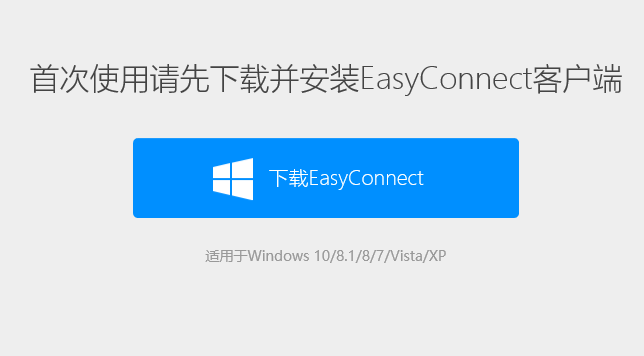 首次使用请先下载并安装EasyConnect客户端
下载EasyConnect
适用于Windows 10/8.1/8/7/Vista/XP